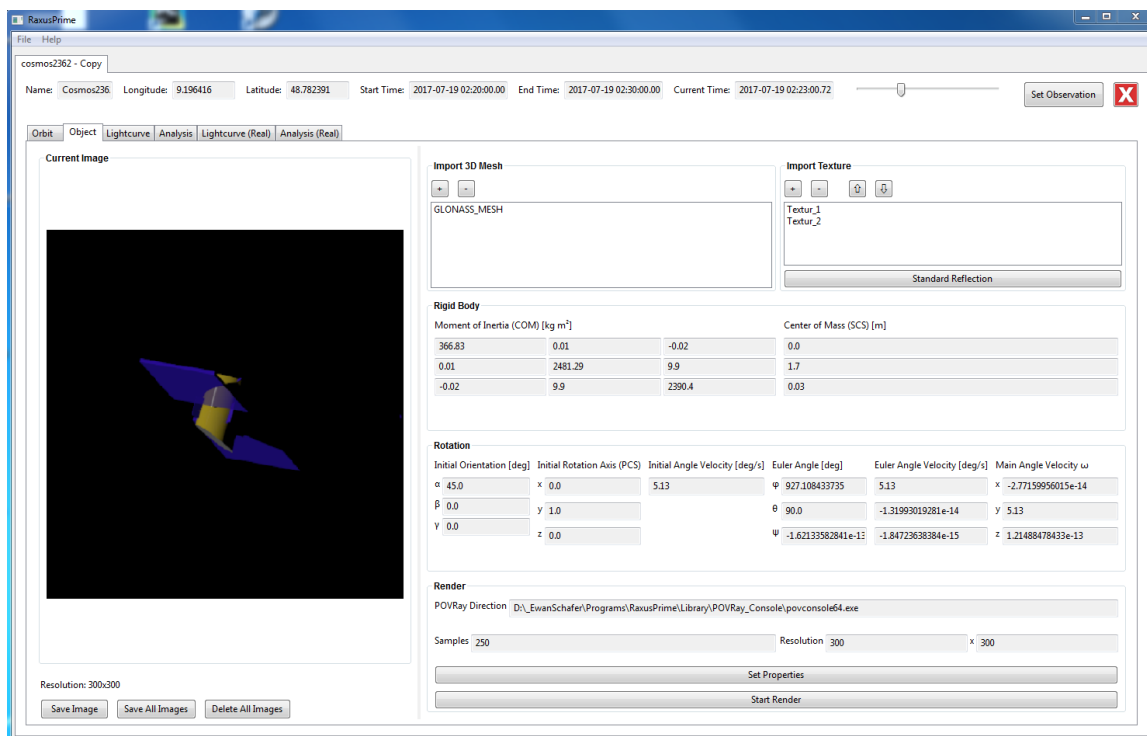 RaxusPrime
File Help
cosmos2362 - Copy
Name: Cosmos236 Longitude: 9.196416 Latitude: 48.782391 Start Time: 2017-07-19 02:20:00.00 End Time: 2017-07-19 02:30:00.00 Current Time: 2017-07-19 02:23:00.72 Set Observation X
Orbit Object Lightcurve Analysis Lightcurve (Real) Analysis (Real)
Current Image
Resolution: 300x300
Save Image Save All Images Delete All Images
Import 3D Mesh
+ -
GLONASS_MESH
Import Texture
+ -
Textur_1
Textur_2
Standard Reflection
Rigid Body
Moment of Inertia (COM) [kg m²] Center of Mass (SCS) [m]
366.83 0.01 -0.02 0.0
0.01 2481.29 9.9 1.7
-0.02 9.9 2390.4 0.03
Rotation
Initial Orientation [deg] Initial Rotation Axis (PCS) Initial Angle Velocity [deg/s] Euler Angle [deg] Euler Angle Velocity [deg/s] Main Angle Velocity ω
α 45.0 x 0.0 5.13 φ 927.108433735 5.13 x -2.77159956015e-14
β 0.0 y 1.0 θ 90.0 -1.31993019281e-14 y 5.13
γ 0.0 z 0.0 ψ -1.62133582841e-13 -1.84723638384e-15 z 1.21488478433e-13
Render
POVRay Direction D:\_EwanSchafer\Programs\RaxusPrime\Library\POVRay_Console\povconsole64.exe
Samples 250 Resolution 300 x 300
Set Properties
Start Render